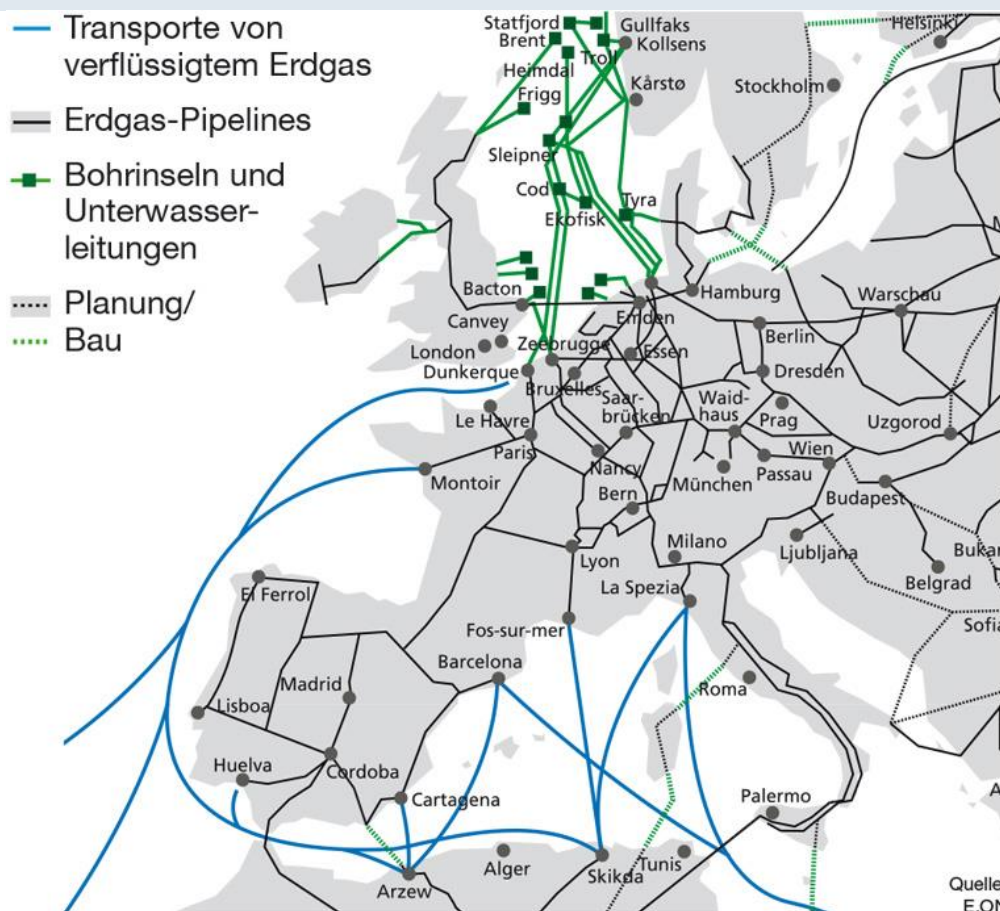 Transporte von
verflüssigtem Erdgas
Erdgas-Pipelines
Bohrinseln und
Unterwasser-
leitungen
Planung/
Bau
Statfjord
Gullfaks
Brent
Kollsens
Troll
Heimdal
Frigg
Kårstø
Helsinki
Stockholm
Sleipner
Cod
Ekofisk
Tyra
Bacton
Hamburg
Warschau
Emden
Canvey
Berlin
London
Zeebrugge
Essen
Dunkerque
Bruxelles
Dresden
Le Havre
Saar-
brücken
Waid-
haus
Prag
Uzgorod
Paris
Nancy
Wien
Montoir
Bern
München
Passau
Budapest
Lyon
Milano
Ljubljana
Bukar
Belgrad
El Ferrol
La Spezia
Fos-sur-mer
Sofia
Barcelona
Madrid
Roma
Lisboa
Huelva
Cordoba
Cartagena
Palermo
A
Alger
Skikda
Tunis
Arzew
Quelle
E.ON